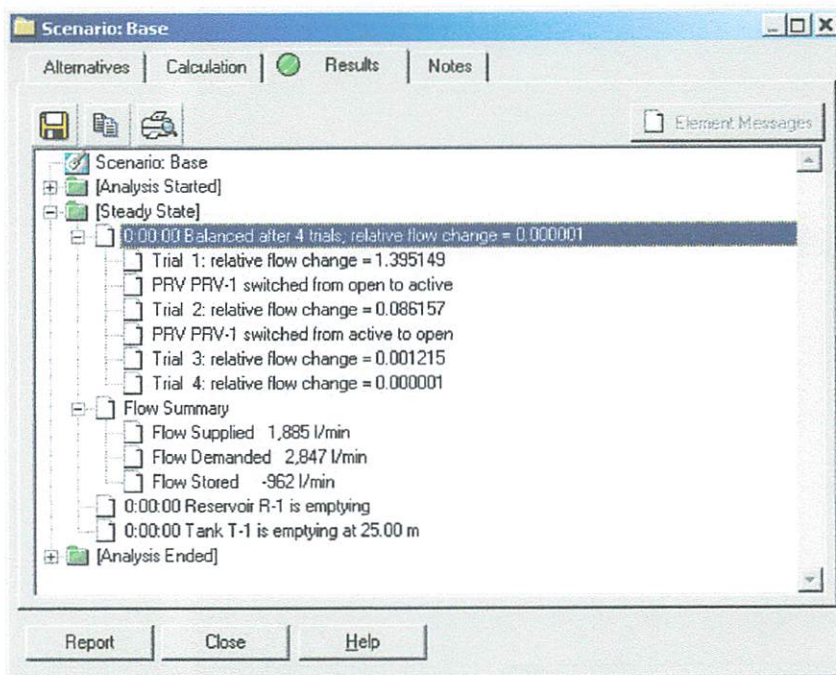 Scenario: Base
Alternatives Calculation Results Notes
Element Messages
Scenario: Base
[Analysis Started]
[Steady State]
0:00:00 Balanced after 4 trials; relative flow change = 0.000001
Trial 1: relative flow change = 1.395149
PRV PRV-1 switched from open to active
Trial 2: relative flow change = 0.086157
PRV PRV-1 switched from active to open
Trial 3: relative flow change = 0.001215
Trial 4: relative flow change = 0.000001
Flow Summary
Flow Supplied 1,885 l/min
Flow Demanded 2,847 l/min
Flow Stored -962 l/min
0:00:00 Reservoir R-1 is emptying
0:00:00 Tank T-1 is emptying at 25.00 m
[Analysis Ended]
Report Close Help